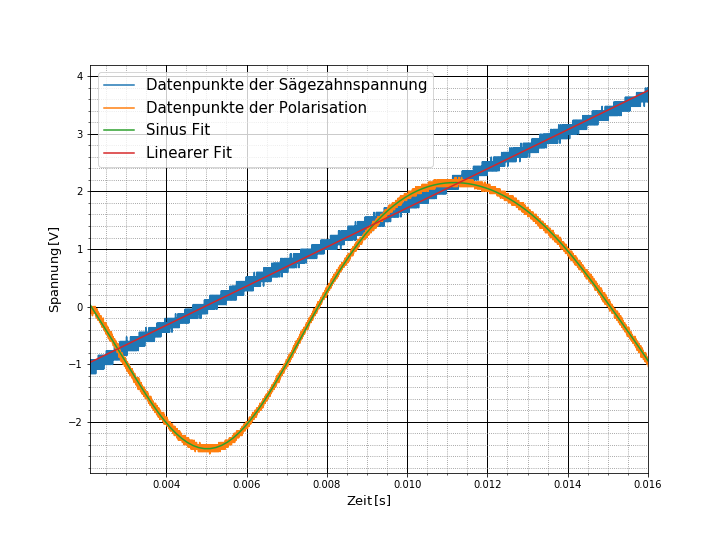 Datenpunkte der Sägezahnspannung
Datenpunkte der Polarisation
Sinus Fit
Linearer Fit
4
3
2
1
0
−1
−2
Spannung [V]
0.004 0.006 0.008 0.010 0.012 0.014 0.016
Zeit [s]